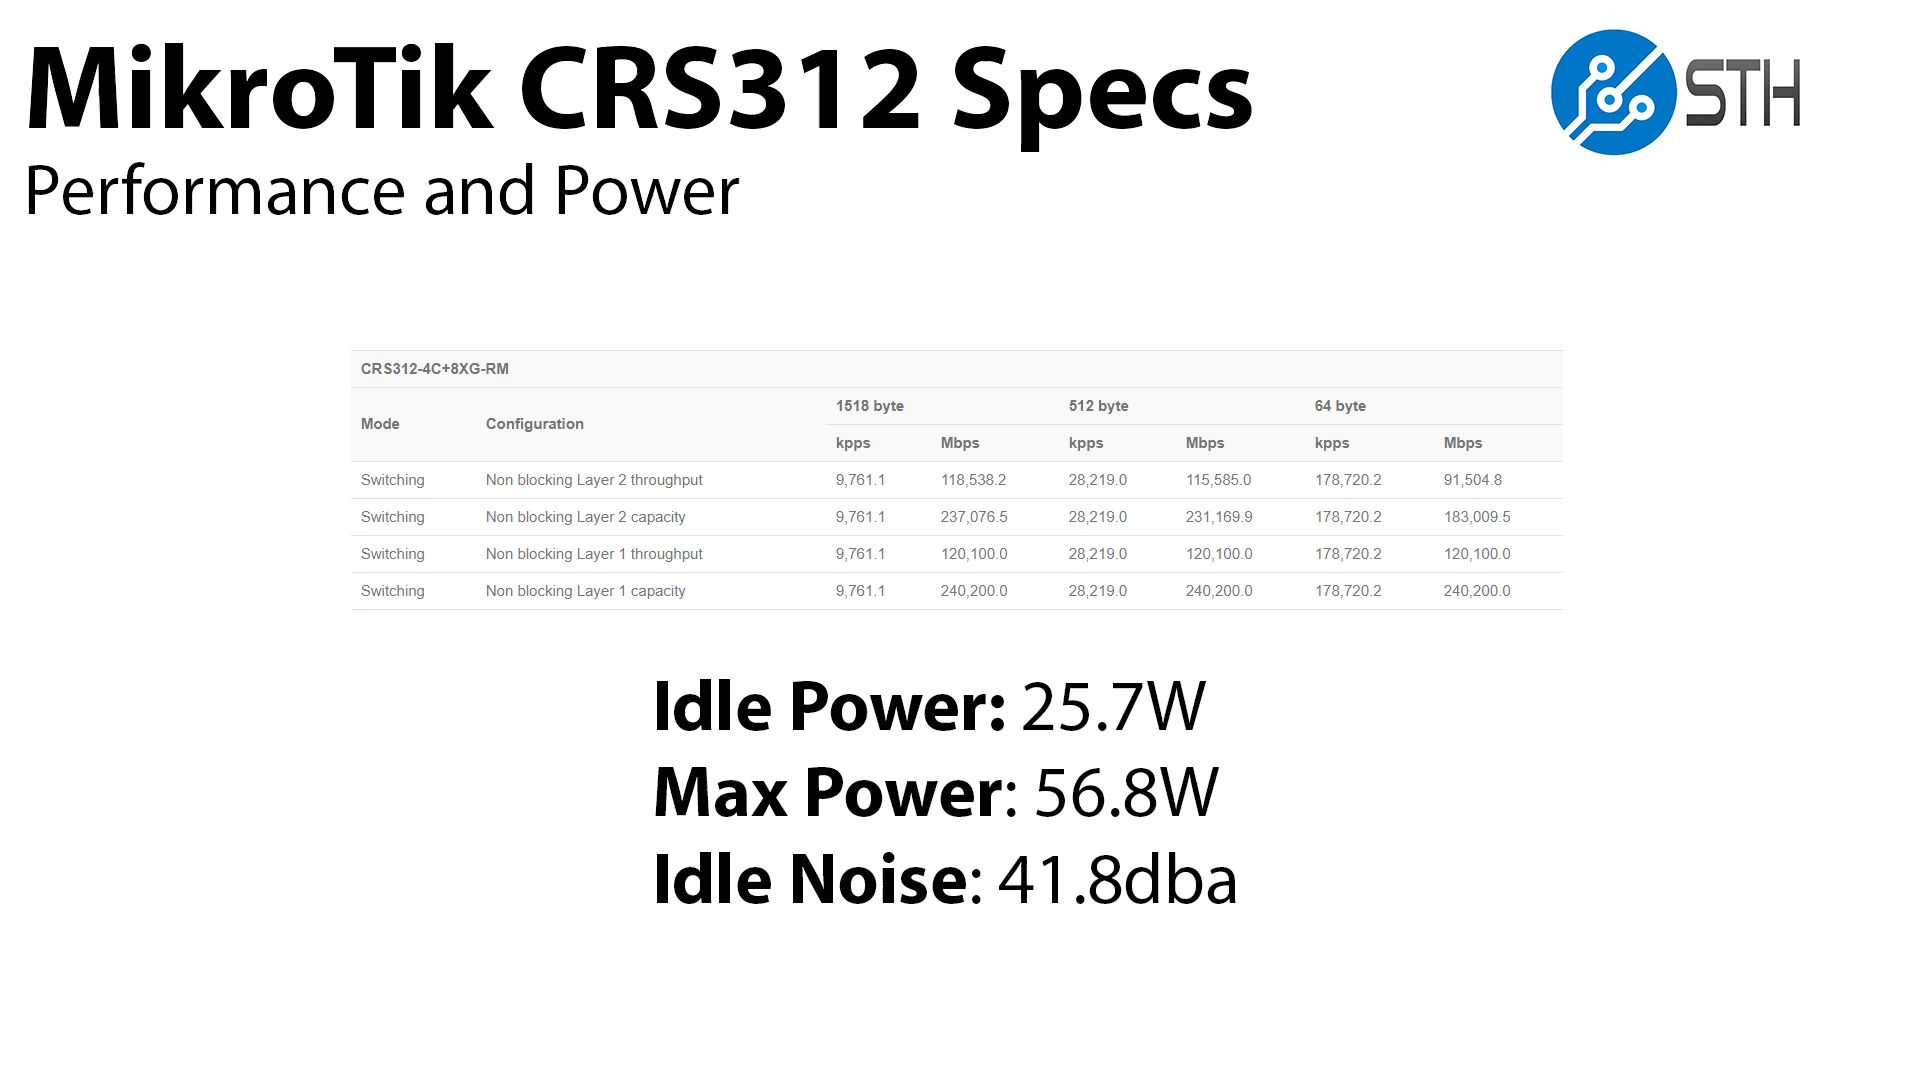 MikroTik CRS312 Specs
STH
Performance and Power
CRS312-4C+8XG-RM
Mode Configuration 1518 byte 512 byte 64 byte
kpps Mbps kpps Mbps kpps Mbps
Switching Non blocking Layer 2 throughput 9,761.1 118,538.2 28,219.0 115,585.0 178,720.2 91,504.8
Switching Non blocking Layer 2 capacity 9,761.1 237,076.5 28,219.0 231,169.9 178,720.2 183,009.5
Switching Non blocking Layer 1 throughput 9,761.1 120,100.0 28,219.0 120,100.0 178,720.2 120,100.0
Switching Non blocking Layer 1 capacity 9,761.1 240,200.0 28,219.0 240,200.0 178,720.2 240,200.0
Idle Power: 25.7W
Max Power: 56.8W
Idle Noise: 41.8dba